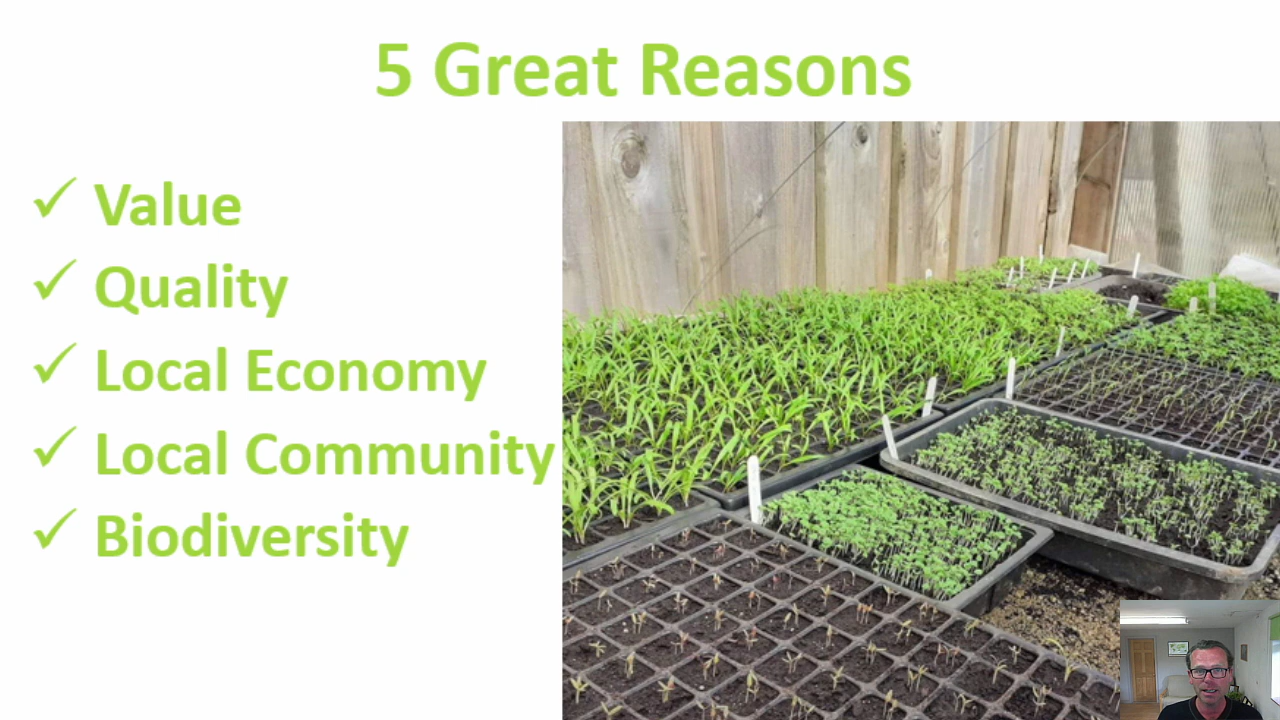 5 Great Reasons
✓ Value
✓ Quality
✓ Local Economy
✓ Local Community
✓ Biodiversity